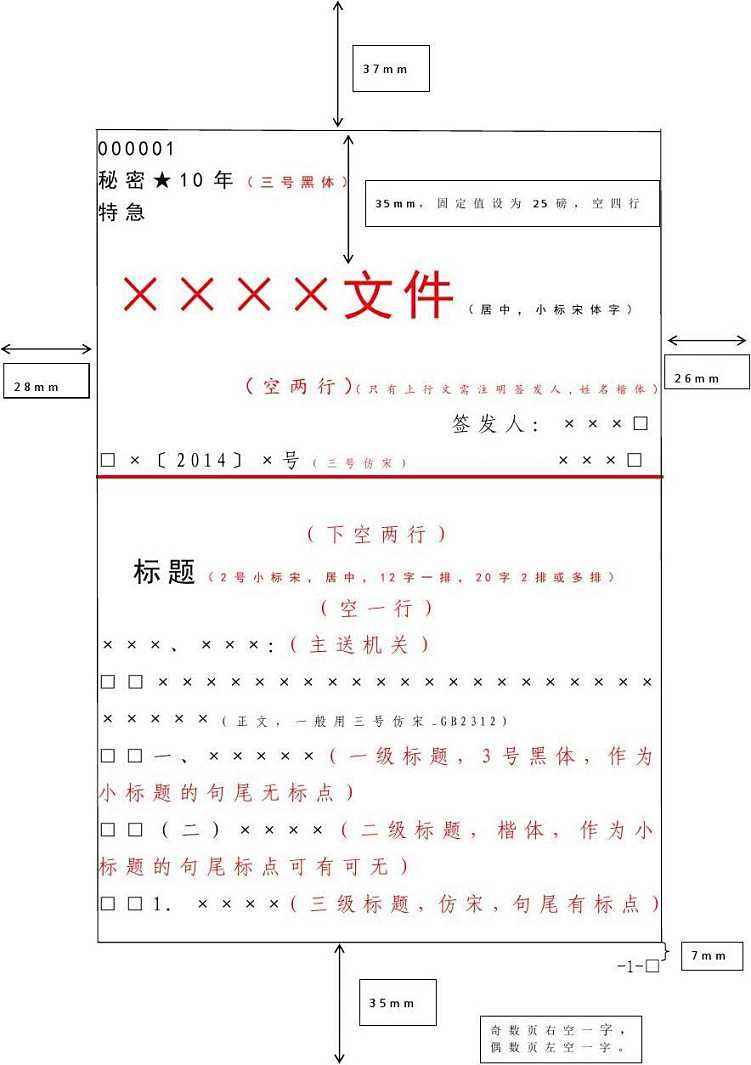 37mm
000001
秘密★10年(三号黑体)
特急
35mm，固定值设为25磅，空四行
××××文件(居中，小标宋体字)
28mm
26mm
(空两行)(只有上行文需注明签发人,姓名楷体)
签发人：×××□
□×〔2014〕×号(三号仿宋) ×××□
(下空两行)
标题(2号小标宋，居中，12字一排，20字2排或多排)
(空一行)
×××、×××:(主送机关)
□□×××××××××××××××××××××
×××××(正文，一般用三号仿宋_GB2312)
□□一、×××××(一级标题，3号黑体，作为
小标题的句尾无标点)
□□(二)××××(二级标题，楷体，作为小
标题的句尾标点可有可无)
□□1. ××××(三级标题,仿宋,句尾有标点)
7mm
-1-□
35mm
奇数页右空一字，
偶数页左空一字。